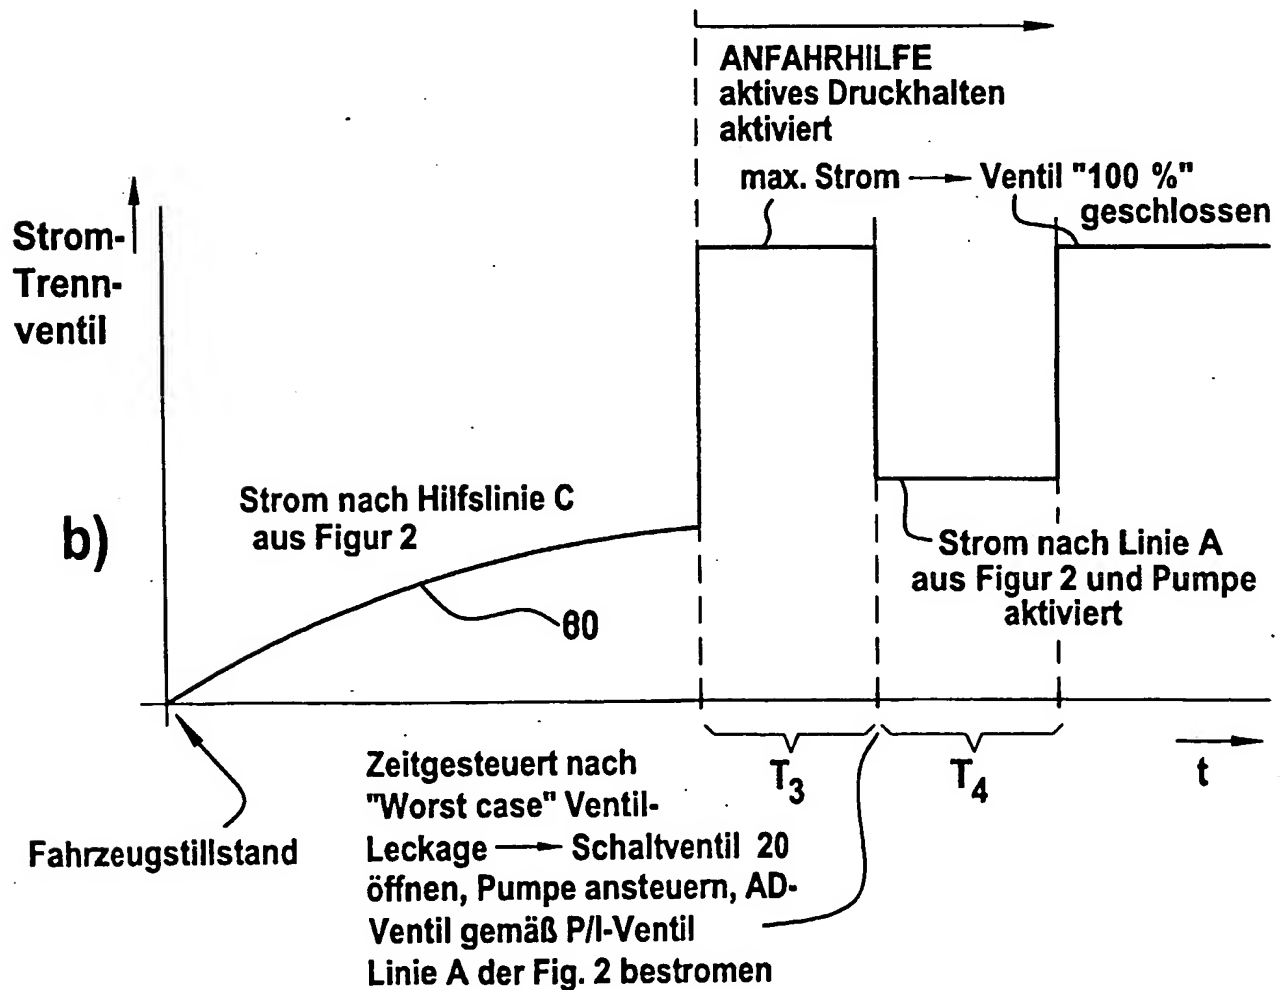 ANFAHRHILFE
aktives Druckhalten
aktiviert
max. Strom
Ventil "100 %"
geschlossen
Strom-
Trenn-
ventil
b)
Strom nach Hilfslinie C
aus Figur 2
60
Strom nach Linie A
aus Figur 2 und Pumpe
aktiviert
T3
T4
t
Fahrzeugstillstand
Zeitgesteuert nach
"Worst case" Ventil-
Leckage → Schaltventil 20
öffnen, Pumpe ansteuern, AD-
Ventil gemäß P/I-Ventil
Linie A der Fig. 2 bestromen